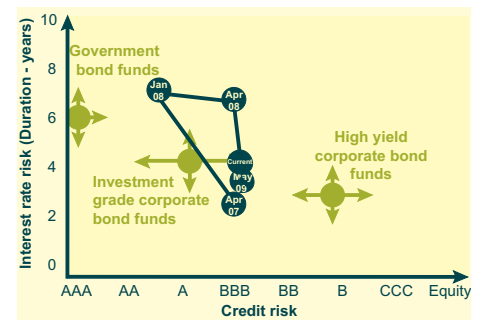 Interest rate risk (Duration - years)
10
8
6
4
2
0
Government
bond funds
Jan
08
Apr
08
High yield
corporate bond
funds
Current
May
09
Investment
grade corporate
bond funds
Apr
07
AAA AA A BBB BB B CCC Equity
Credit risk